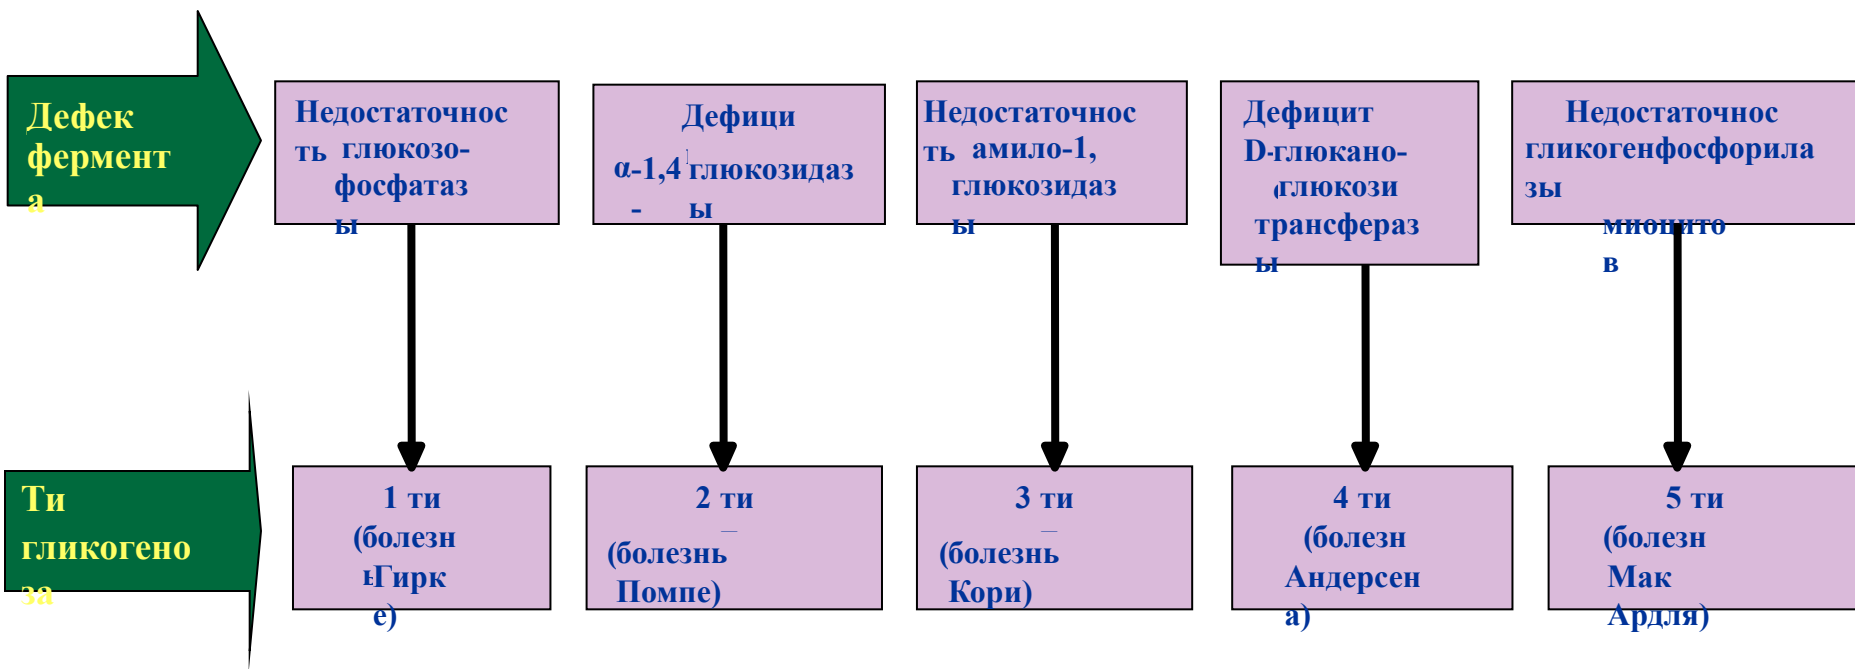 Дефек
фермент
а
Недостаточнос
ть глюкозо-
фосфатаз
ы
Дефици
α-1,4 глюкозидаз
- ы
Недостаточнос
ть амило-1,
глюкозидаз
ы
Дефицит
D-глюкано-
глюкози
трансфераз
ы
Недостаточнос
гликогенфосфорила
зы
миоцито
в
Ти
гликогено
за
1 ти
(болезн
Гирк
е)
2 ти
(болезнь
Помпе)
3 ти
(болезнь
Кори)
4 ти
(болезн
Андерсен
а)
5 ти
(болезн
Мак
Ардля)